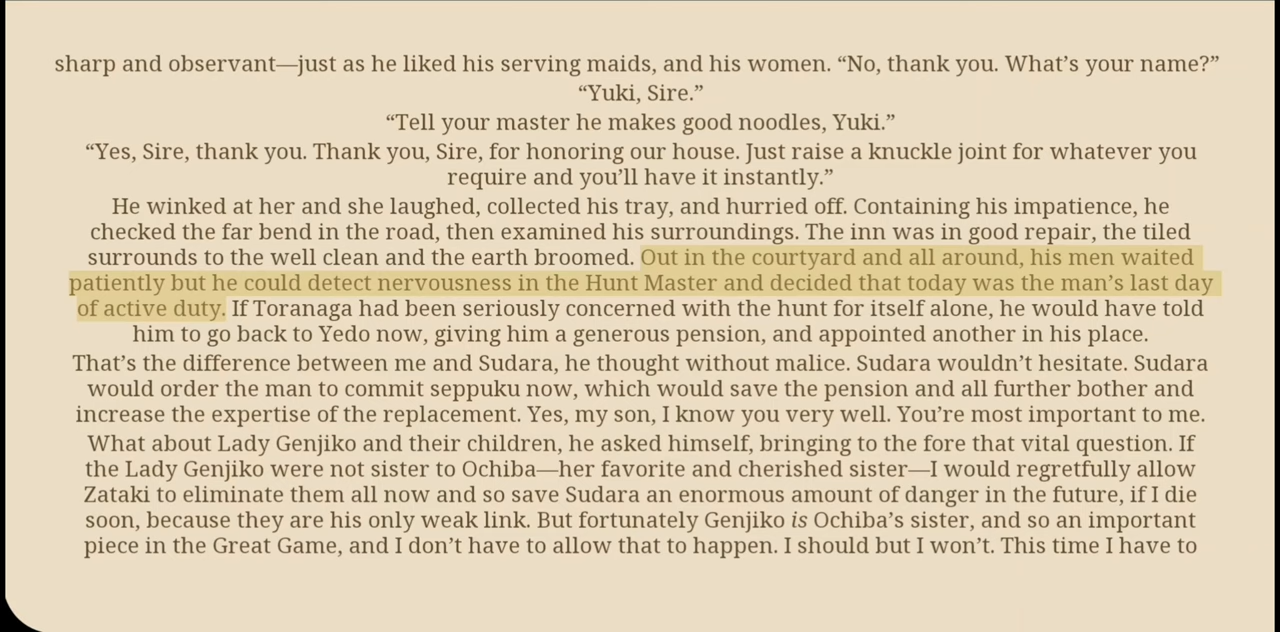 sharp and observant—just as he liked his serving maids, and his women. “No, thank you. What’s your name?”
“Yuki, Sire.”
“Tell your master he makes good noodles, Yuki.”
“Yes, Sire, thank you. Thank you, Sire, for honoring our house. Just raise a knuckle joint for whatever you
require and you’ll have it instantly.”
He winked at her and she laughed, collected his tray, and hurried off. Containing his impatience, he
checked the far bend in the road, then examined his surroundings. The inn was in good repair, the tiled
surrounds to the well clean and the earth broomed. Out in the courtyard and all around, his men waited
patiently but he could detect nervousness in the Hunt Master and decided that today was the man’s last day
of active duty. If Toranaga had been seriously concerned with the hunt for itself alone, he would have told
him to go back to Yedo now, giving him a generous pension, and appointed another in his place.
That’s the difference between me and Sudara, he thought without malice. Sudara wouldn’t hesitate. Sudara
would order the man to commit seppuku now, which would save the pension and all further bother and
increase the expertise of the replacement. Yes, my son, I know you very well. You’re most important to me.
What about Lady Genjiko and their children, he asked himself, bringing to the fore that vital question. If
the Lady Genjiko were not sister to Ochiba—her favorite and cherished sister—I would regretfully allow
Zataki to eliminate them all now and so save Sudara an enormous amount of danger in the future, if I die
soon, because they are his only weak link. But fortunately Genjiko is Ochiba’s sister, and so an important
piece in the Great Game, and I don’t have to allow that to happen. I should but I won’t. This time I have to